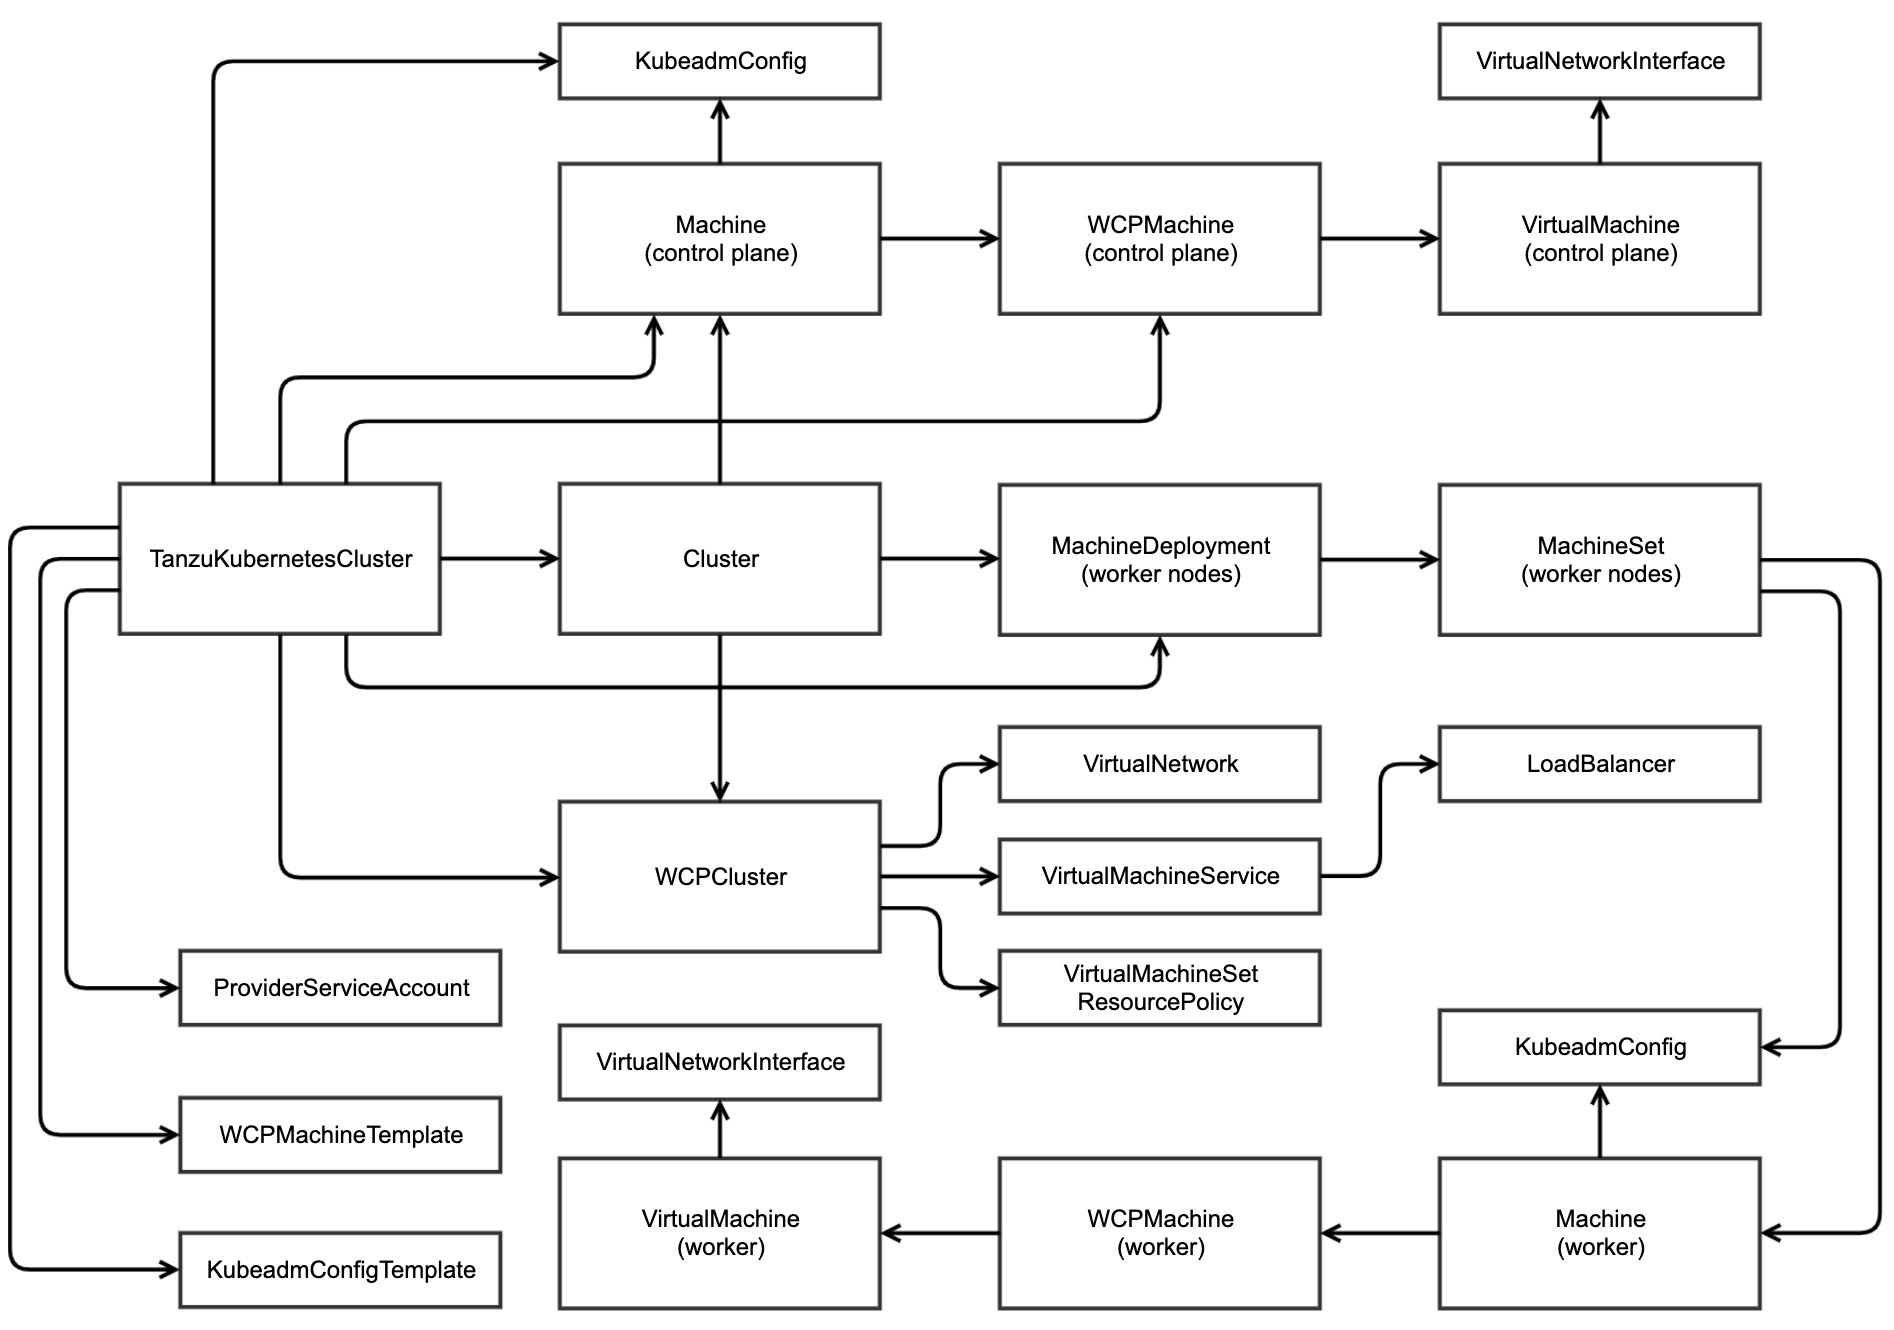 KubeadmConfig
VirtualNetworkInterface
Machine
(control plane)
WCPMachine
(control plane)
VirtualMachine
(control plane)
TanzuKubernetesCluster
Cluster
MachineDeployment
(worker nodes)
MachineSet
(worker nodes)
VirtualNetwork
LoadBalancer
WCPCluster
VirtualMachineService
ProviderServiceAccount
VirtualMachineSet
ResourcePolicy
VirtualNetworkInterface
KubeadmConfig
WCPMachineTemplate
VirtualMachine
(worker)
WCPMachine
(worker)
Machine
(worker)
KubeadmConfigTemplate